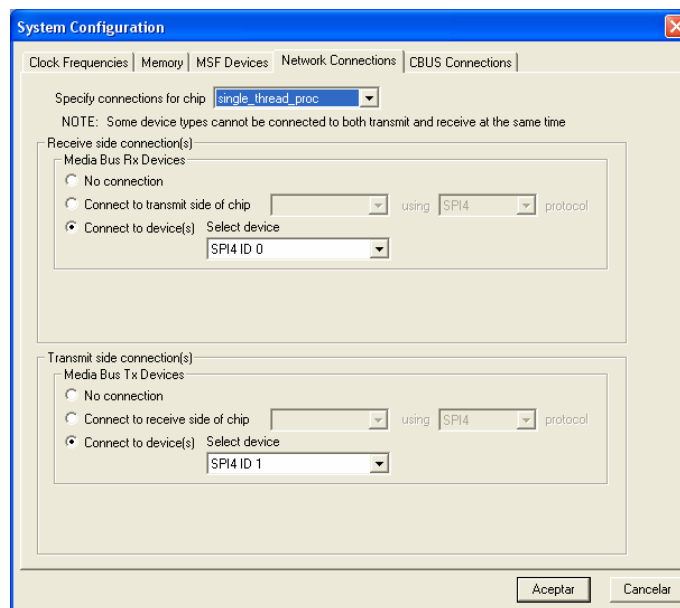 System Configuration
Clock Frequencies Memory MSF Devices Network Connections CBUS Connections
Specify connections for chip single_thread_proc
NOTE: Some device types cannot be connected to both transmit and receive at the same time
Receive side connection(s)
Media Bus Rx Devices
No connection
Connect to transmit side of chip using SPI4 protocol
Connect to device(s) Select device
SPI4 ID 0
Transmit side connection(s)
Media Bus Tx Devices
No connection
Connect to receive side of chip using SPI4 protocol
Connect to device(s) Select device
SPI4 ID 1
Aceptar Cancelar